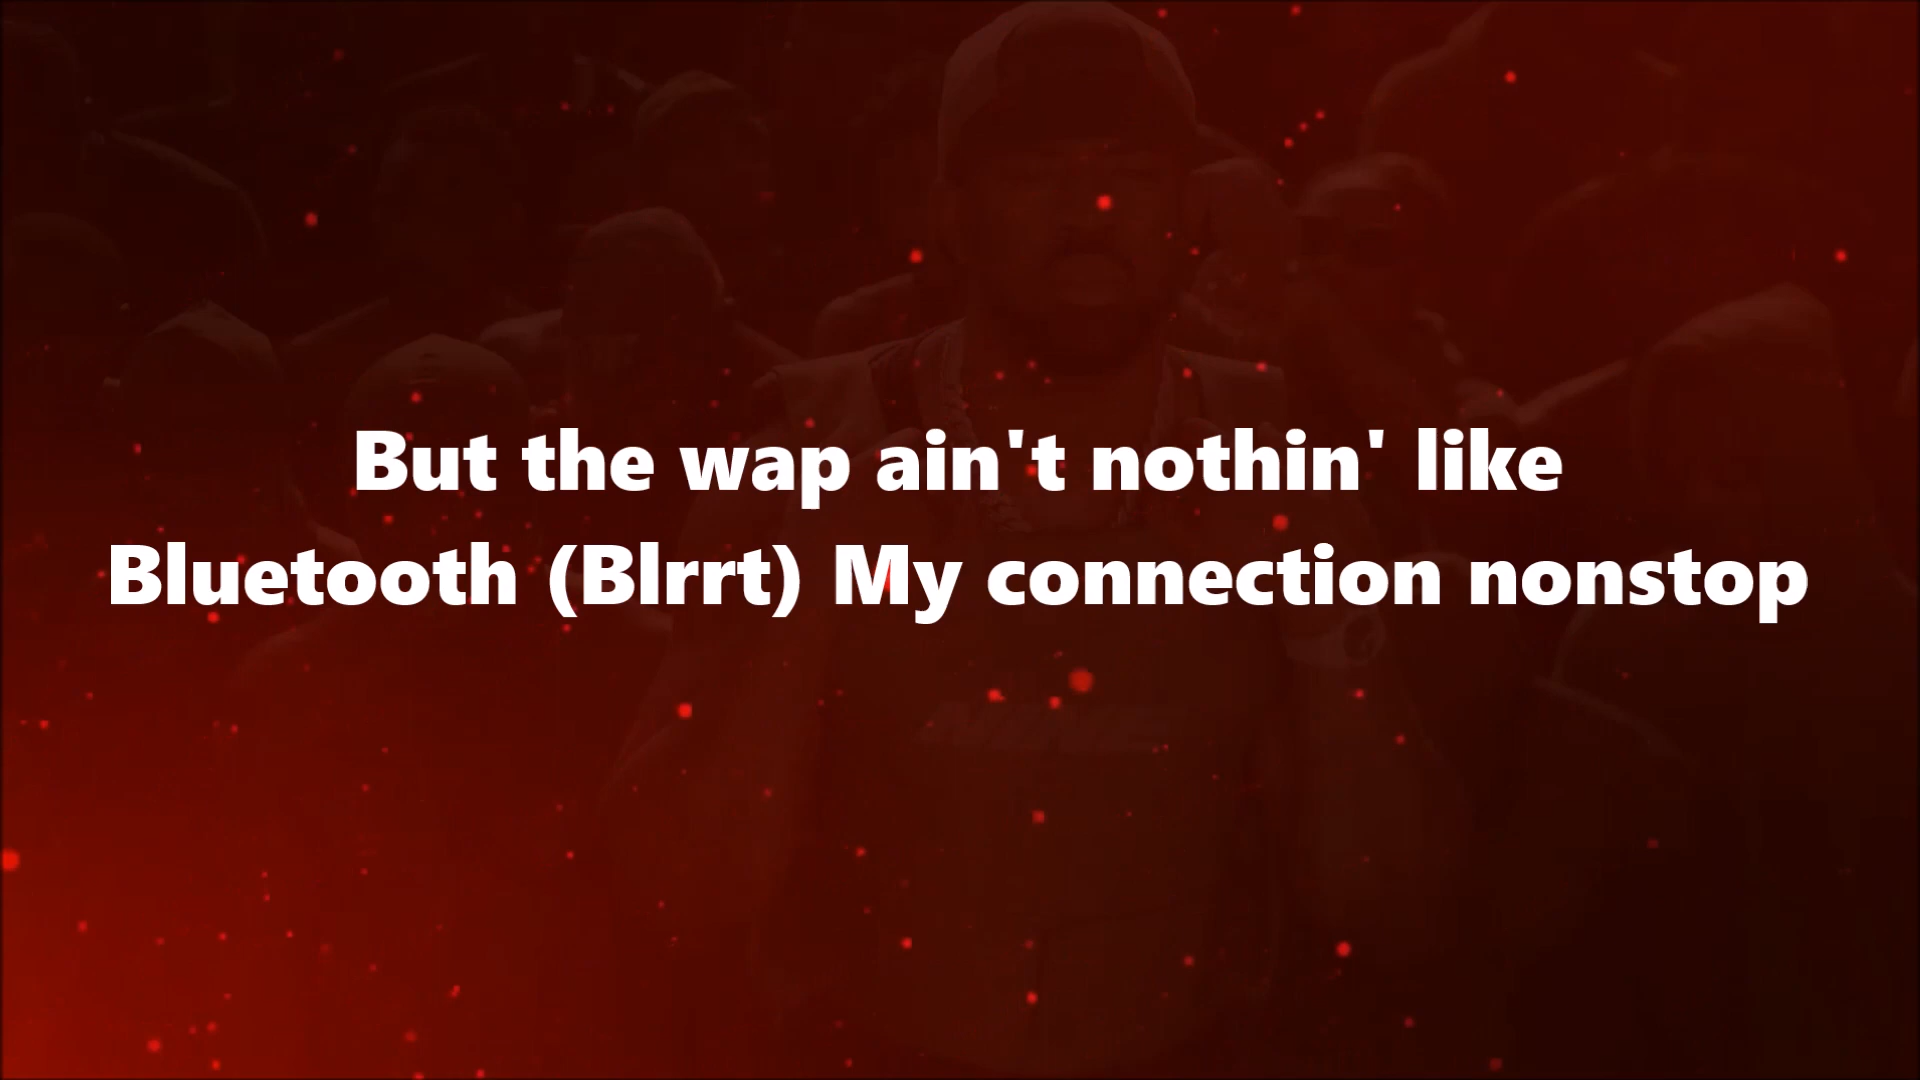 But the wap ain't nothin' like
Bluetooth (Blrrt) My connection nonstop